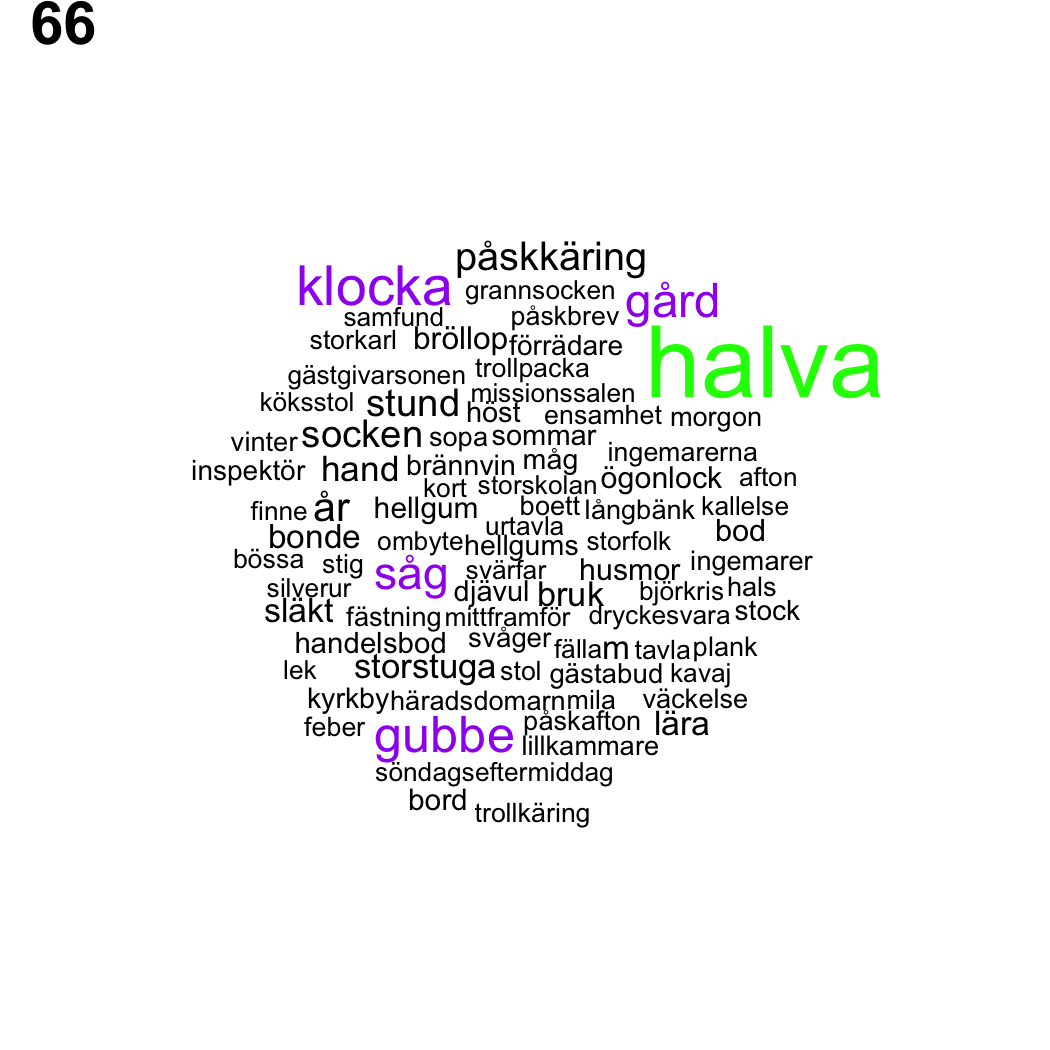 66
påskkäring
klocka grannsocken gård
samfund påskbrev
storkarl bröllop förrädare halva
gästgivarsonen trollpacka
köksstol stund missionssalen
höst ensamhet morgon
vinter socken sopa sommar
inspektör hand brännvin måg ingemarerna
kort storskolan ögonlock afton
finne år hellgum boett långbänk kallelse
urtavla bod
bonde ombyte hellgums storfolk
bössa stig såg svärfar husmor ingemarer
silverur djävul bruk björkris hals
släkt fästning mittframför dryckesvara stock
handelsbod svåger fälla m tavla plank
lek storstuga stol gästabud kavaj
kyrkby häradsdomarn mila väckelse
feber gubbe påskafton lära
lillkammare
söndagseftermiddag
bord trollkäring